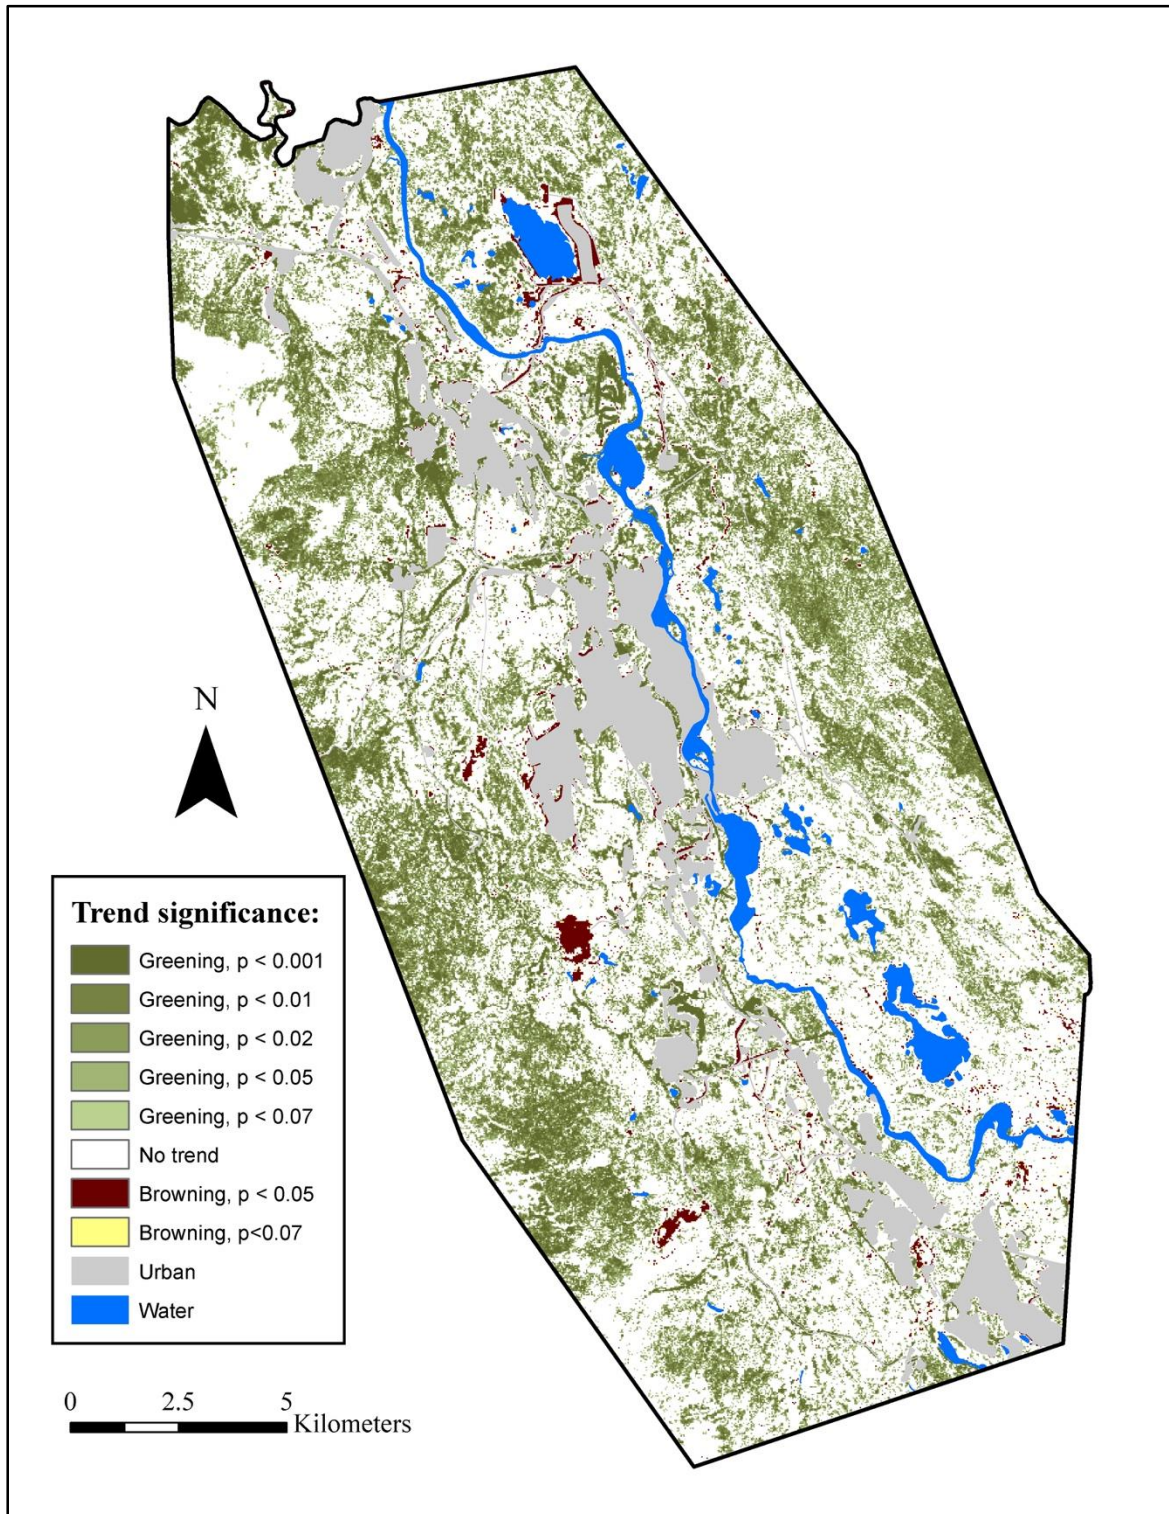 N
Trend significance:
Greening, p < 0.001
Greening, p < 0.01
Greening, p < 0.02
Greening, p < 0.05
Greening, p < 0.07
No trend
Browning, p < 0.05
Browning, p<0.07
Urban
Water
0 2.5 5
Kilometers